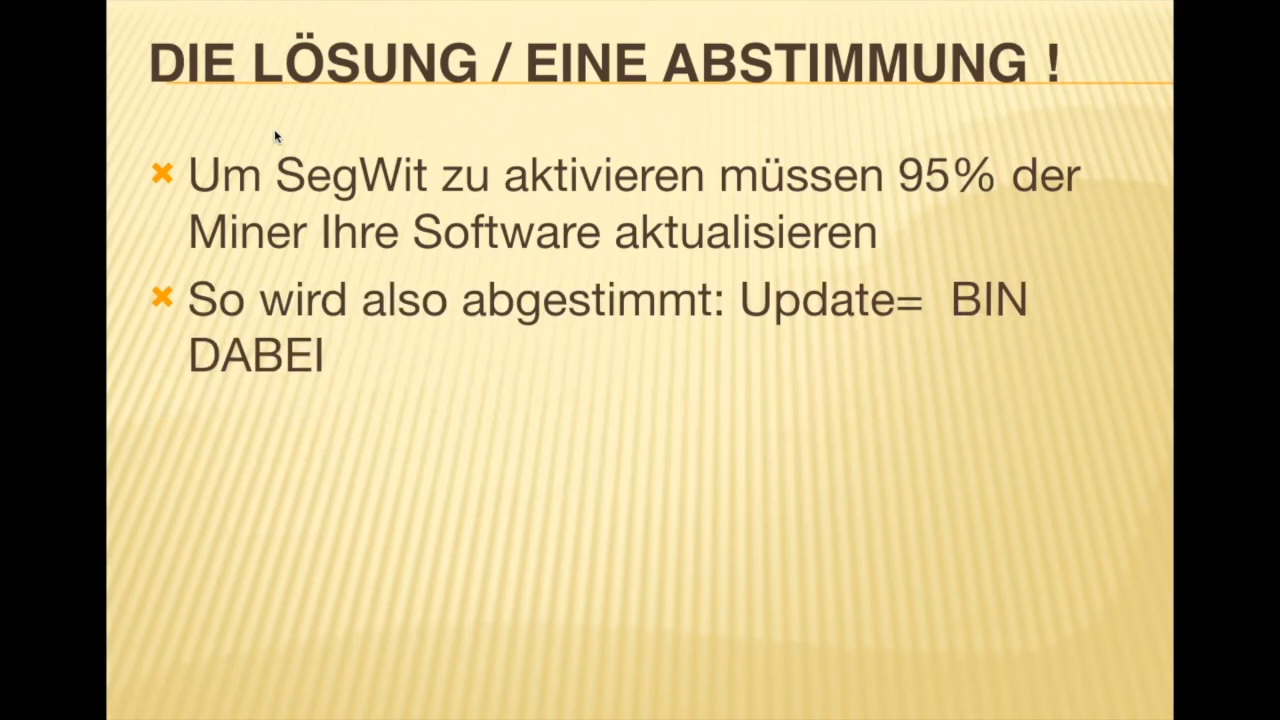 DIE LÖSUNG / EINE ABSTIMMUNG !
Um SegWit zu aktivieren müssen 95% der
Miner Ihre Software aktualisieren
So wird also abgestimmt: Update=  BIN
DABEI